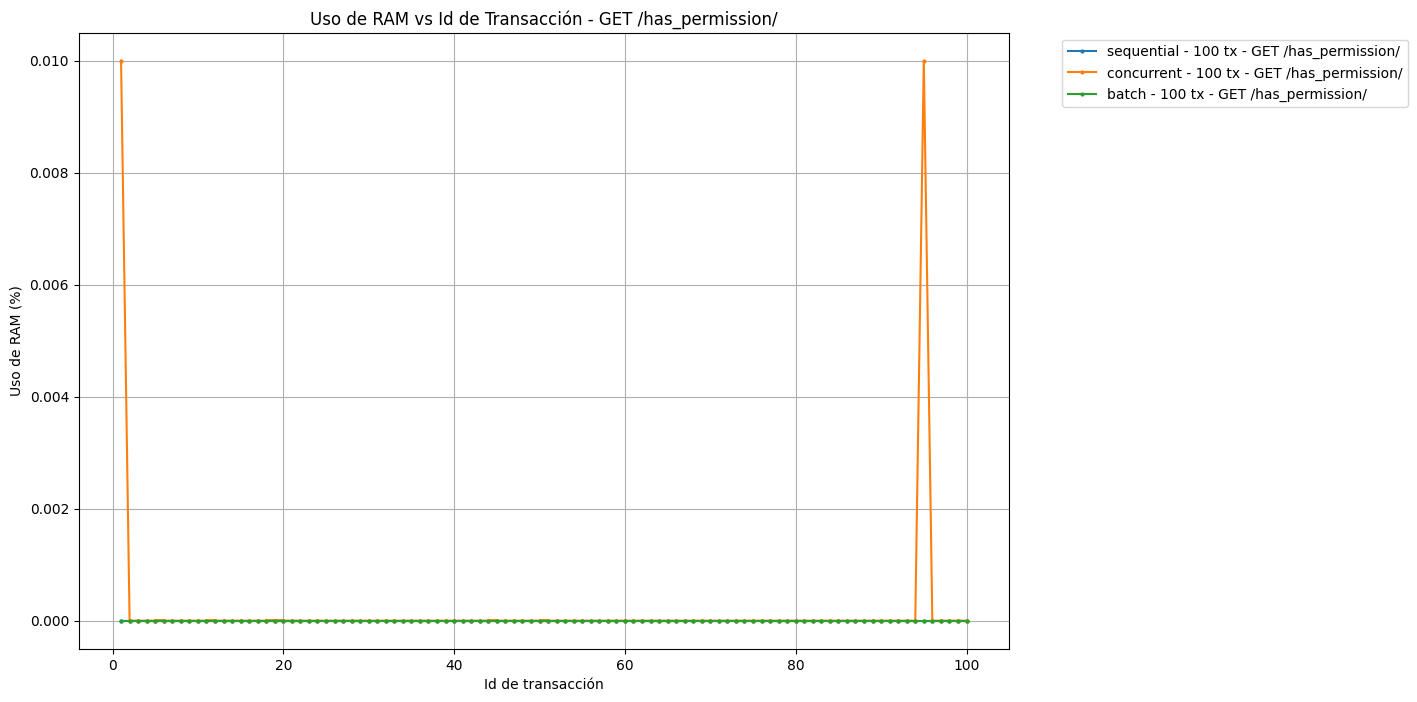 Uso de RAM vs Id de Transacción - GET /has_permission/
sequential - 100 tx - GET /has_permission/
concurrent - 100 tx - GET /has_permission/
batch - 100 tx - GET /has_permission/
Uso de RAM (%)
0.010
0.008
0.006
0.004
0.002
0.000
0 20 40 60 80 100
Id de transacción